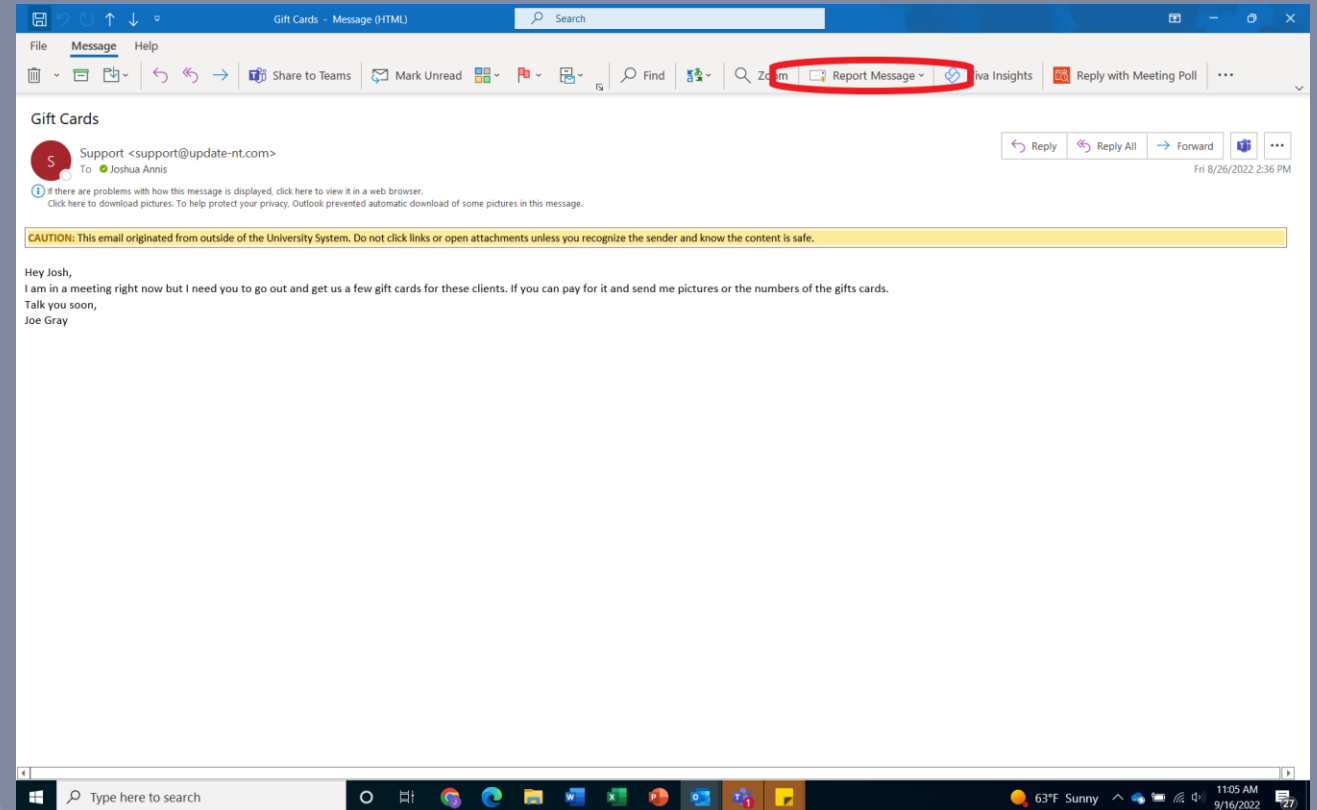 Gift Cards - Message (HTML)
Search
File Message Help
Share to Teams Mark Unread Find Zoom Report Message Viva Insights Reply with Meeting Poll
Gift Cards
S
Support <support@update-nt.com>
To Joshua Annis
Reply Reply All Forward
Fri 8/26/2022 2:36 PM
If there are problems with how this message is displayed, click here to view it in a web browser.
Click here to download pictures. To help protect your privacy, Outlook prevented automatic download of some pictures in this message.
CAUTION: This email originated from outside of the University System. Do not click links or open attachments unless you recognize the sender and know the content is safe.
Hey Josh,
I am in a meeting right now but I need you to go out and get us a few gift cards for these clients. If you can pay for it and send me pictures or the numbers of the gifts cards.
Talk you soon,
Joe Gray
Type here to search
63°F Sunny
11:05 AM
9/16/2022
27